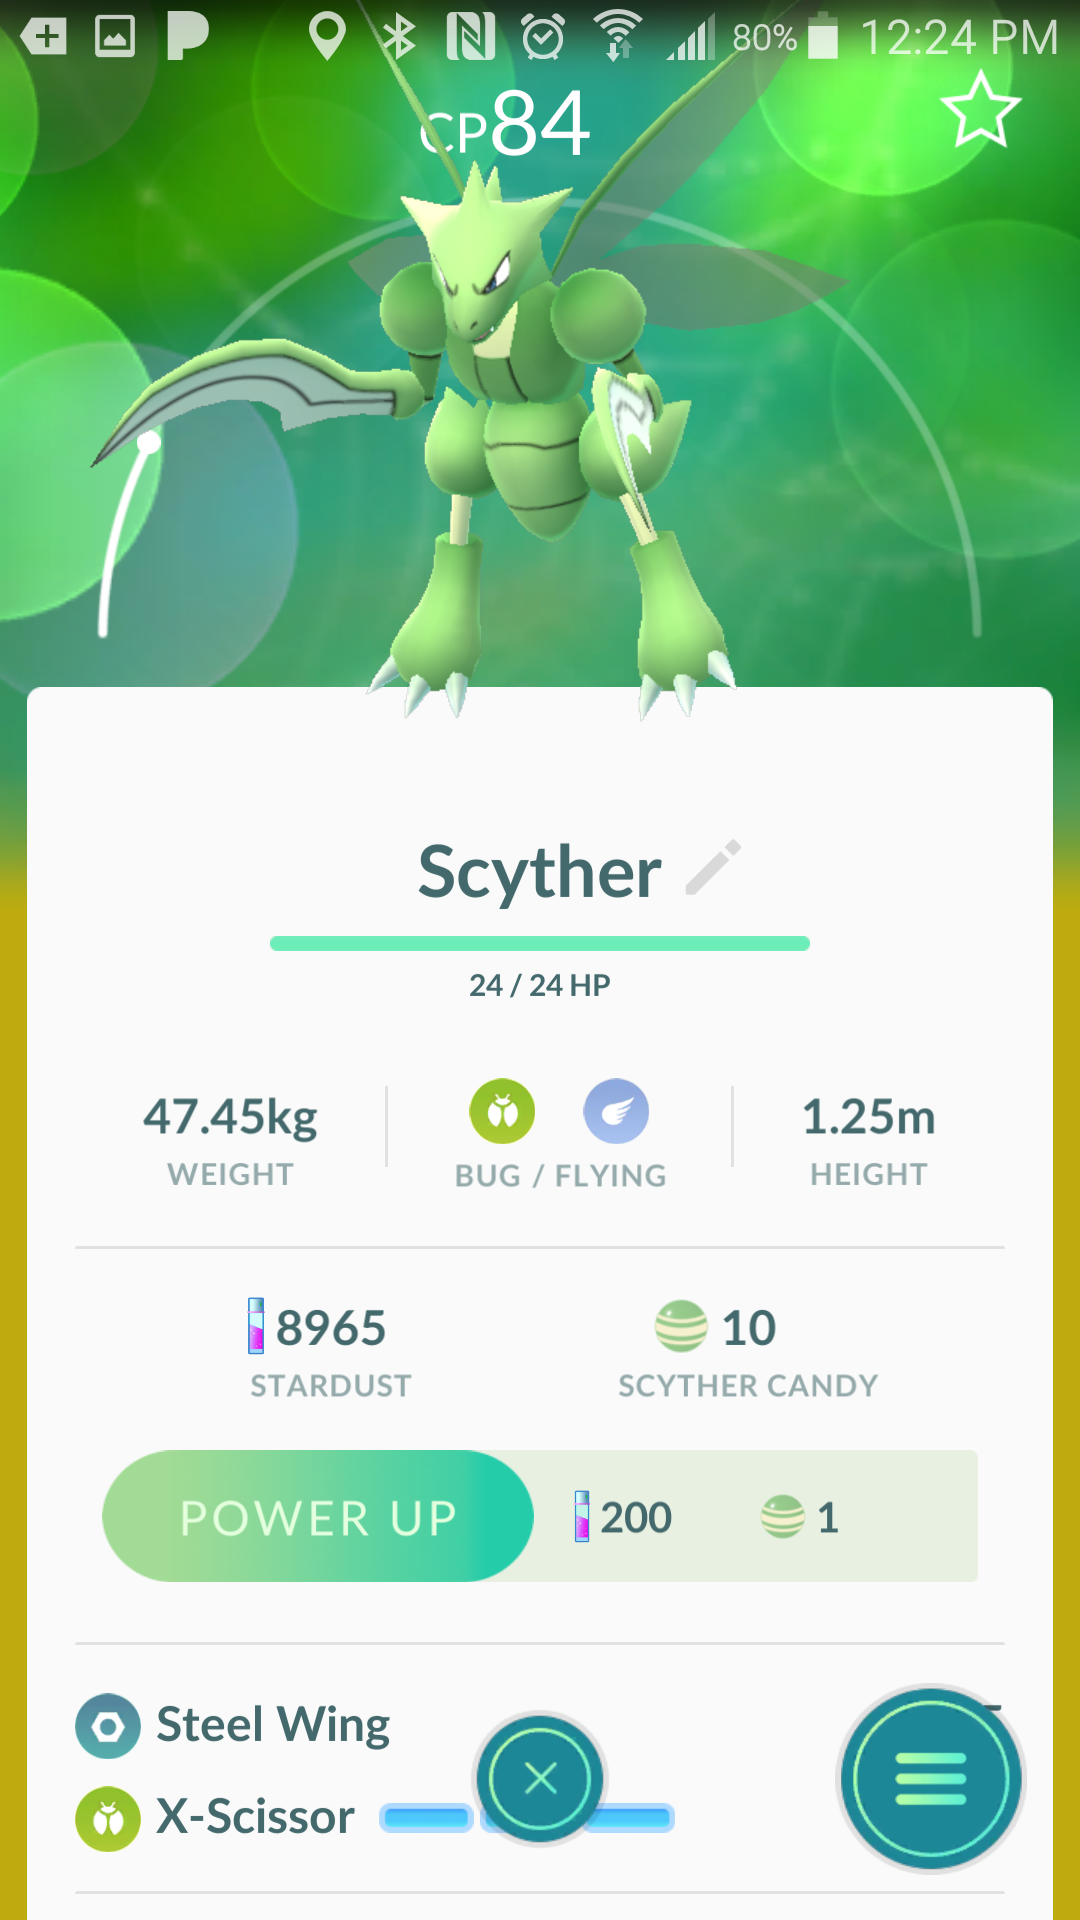 80% 12:24 PM
CP84
Scyther
24 / 24 HP
47.45kg
WEIGHT
BUG / FLYING
1.25m
HEIGHT
8965
STARDUST
10
SCYTHER CANDY
POWER UP 200 1
Steel Wing
X-Scissor